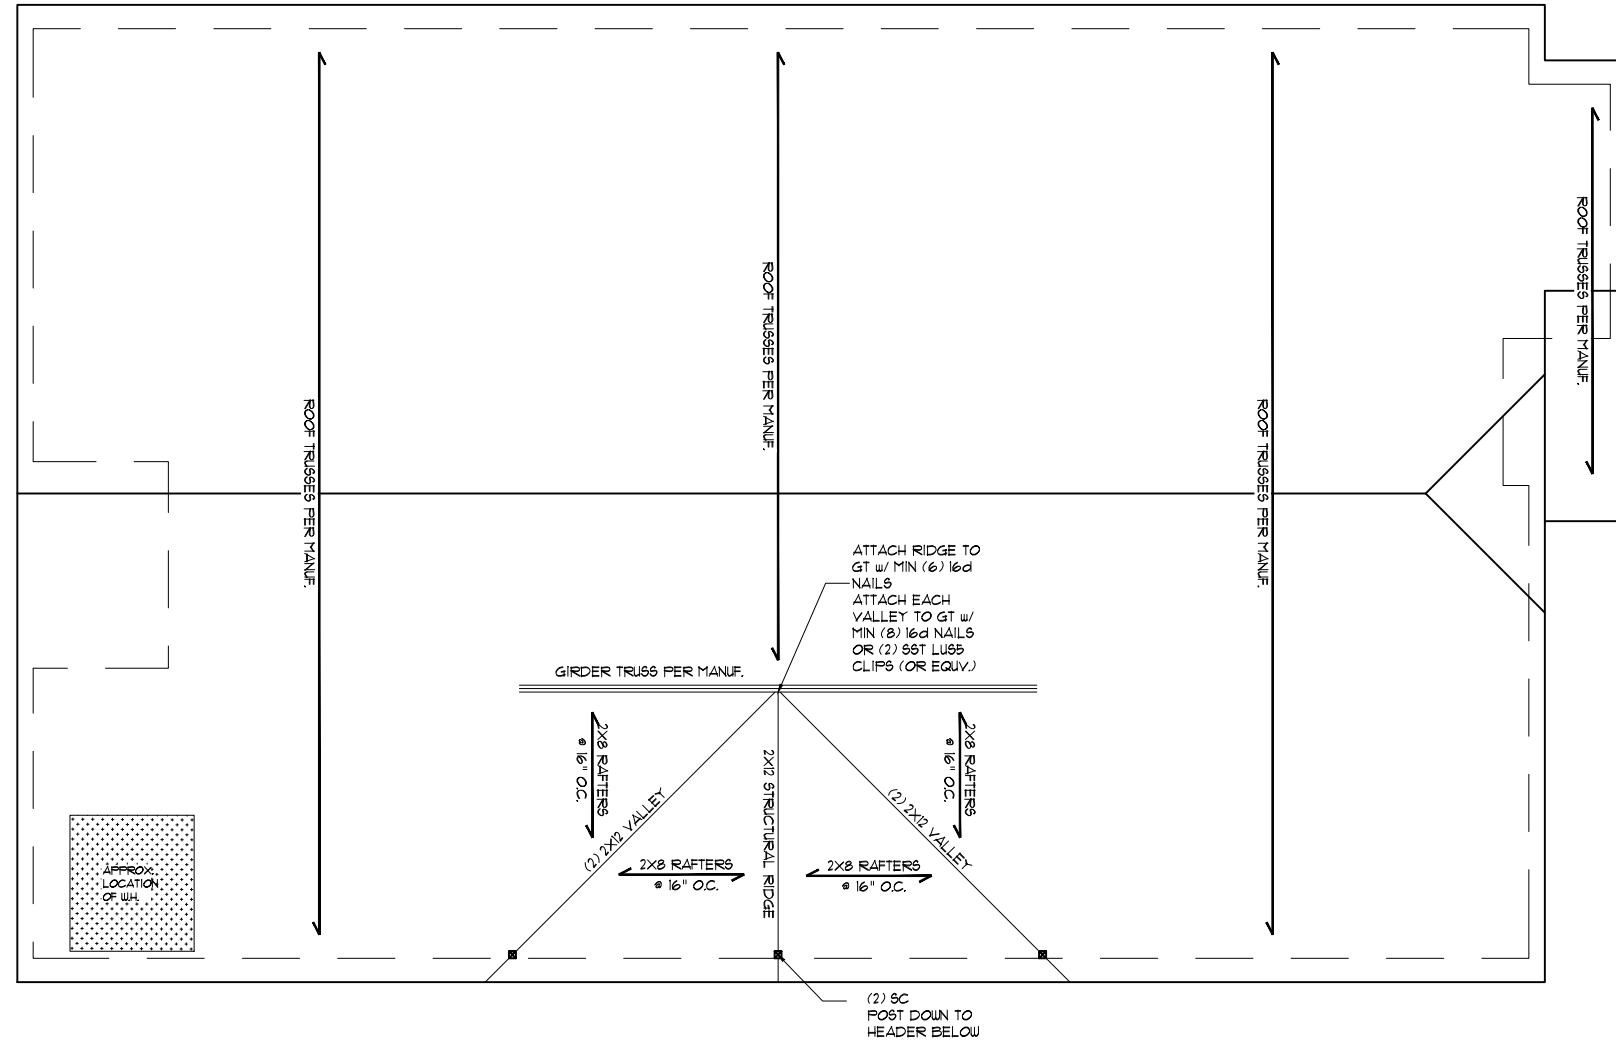 ROOF TRUSSES PER MANUF.
ROOF TRUSSES PER MANUF.
ROOF TRUSSES PER MANUF.
ROOF TRUSSES PER MANUF.
ATTACH RIDGE TO
GT w/ MIN (6) 16d
NAILS
ATTACH EACH
VALLEY TO GT w/
MIN (8) 16d NAILS
OR (2) SST LUS5
CLIPS (OR EQUV.)
GIRDER TRUSS PER MANUF.
2X8 RAFTERS
@ 16" O.C.
2X8 RAFTERS
@ 16" O.C.
(2) 2X12 VALLEY
2X12 STRUCTURAL RIDGE
(2) 2X12 VALLEY
2X8 RAFTERS
@ 16" O.C.
2X8 RAFTERS
@ 16" O.C.
APPROX.
LOCATION
OF W.H.
(2) SC
POST DOWN TO
HEADER BELOW